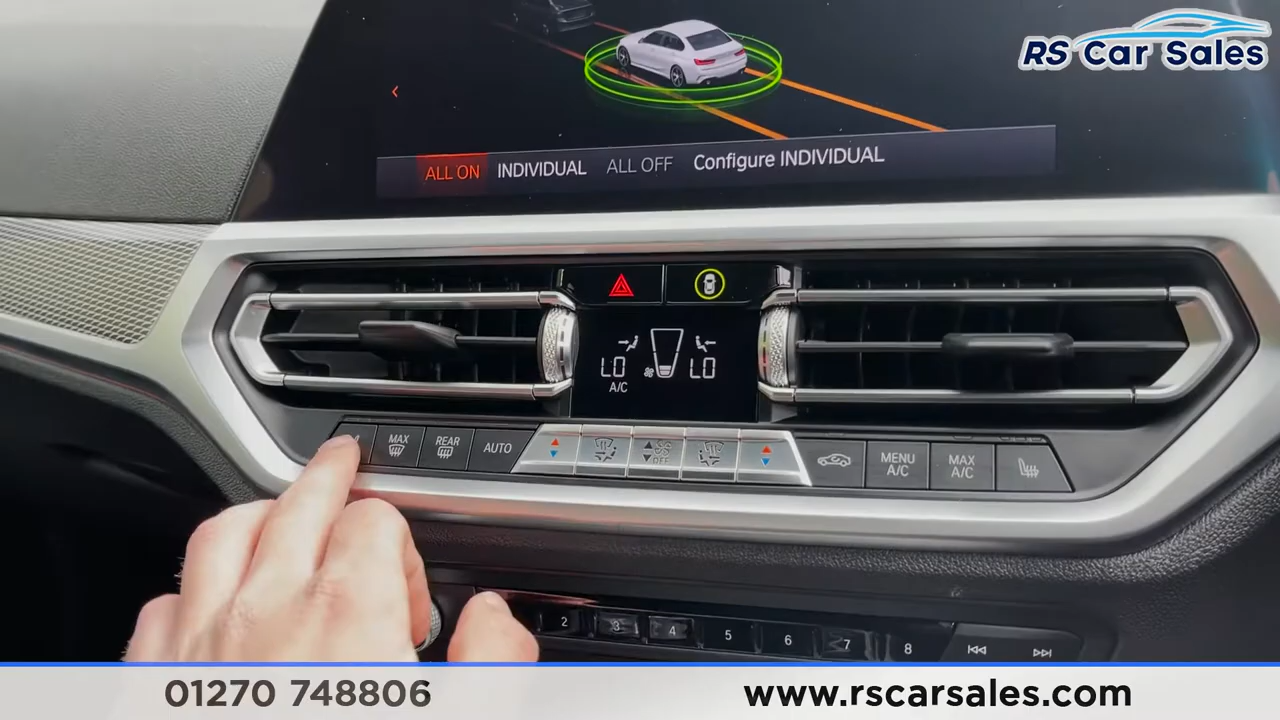 RS Car Sales
ALL ON INDIVIDUAL ALL OFF Configure INDIVIDUAL
LO LO
A/C
MAX REAR AUTO OFF MENU A/C MAX A/C
2 3 4 5 6 7 8
01270 748806 www.rscarsales.com